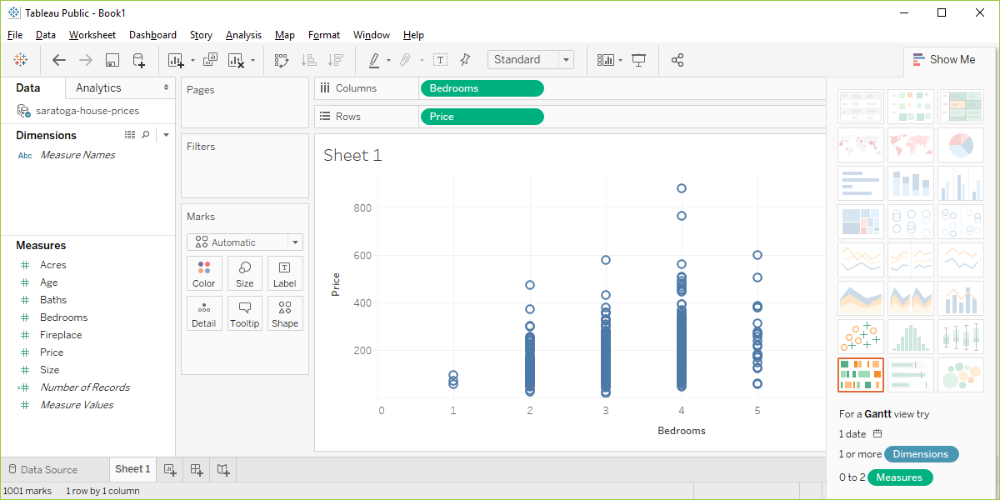 Tableau Public - Book1
File Data Worksheet Dashboard Story Analysis Map Format Window Help
Standard
Show Me
Data Analytics
saratoga-house-prices
Dimensions
Abc Measure Names
Measures
Acres
Age
Baths
Bedrooms
Fireplace
Price
Size
Number of Records
Measure Values
Pages
Filters
Marks
Automatic
Color Size Label
Detail Tooltip Shape
Columns Bedrooms
Rows Price
Sheet 1
Price
800
600
400
200
0 1 2 3 4 5
Bedrooms
For a Gantt view try
1 date
1 or more Dimensions
0 to 2 Measures
Data Source Sheet 1
1001 marks 1 row by 1 column